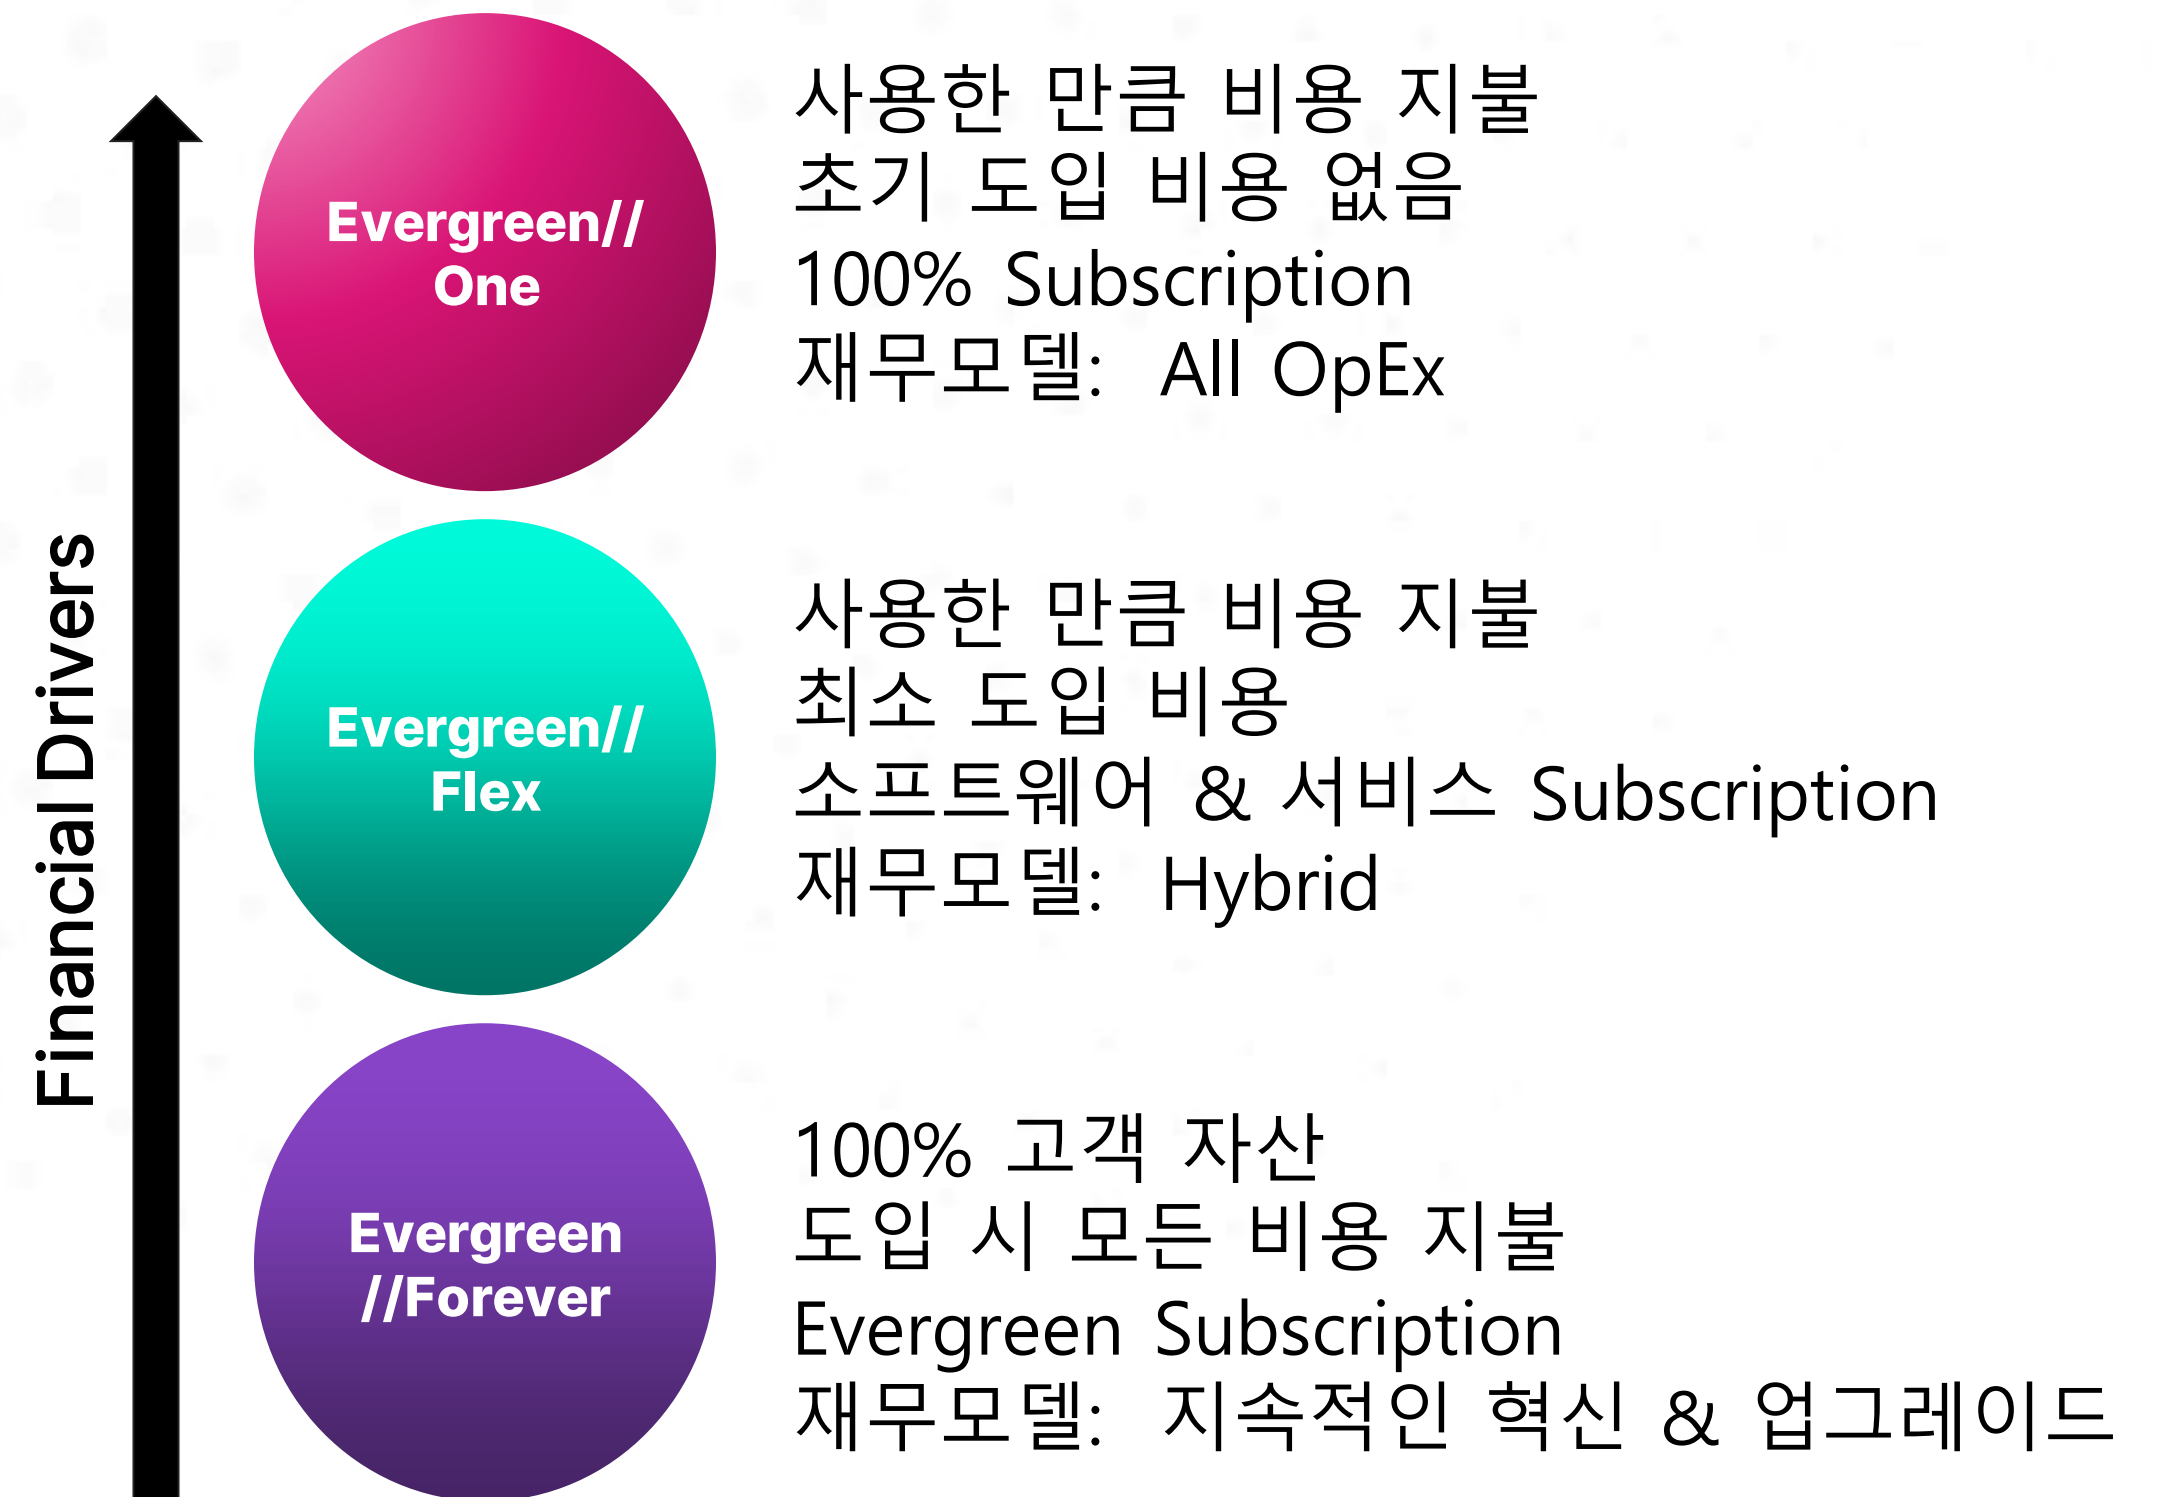 Financial Drivers
Evergreen//
One
사용한 만큼 비용 지불
초기 도입 비용 없음
100% Subscription
재무모델: All OpEx
Evergreen//
Flex
사용한 만큼 비용 지불
최소 도입 비용
소프트웨어 & 서비스 Subscription
재무모델: Hybrid
Evergreen
//Forever
100% 고객 자산
도입 시 모든 비용 지불
Evergreen Subscription
재무모델: 지속적인 혁신 & 업그레이드